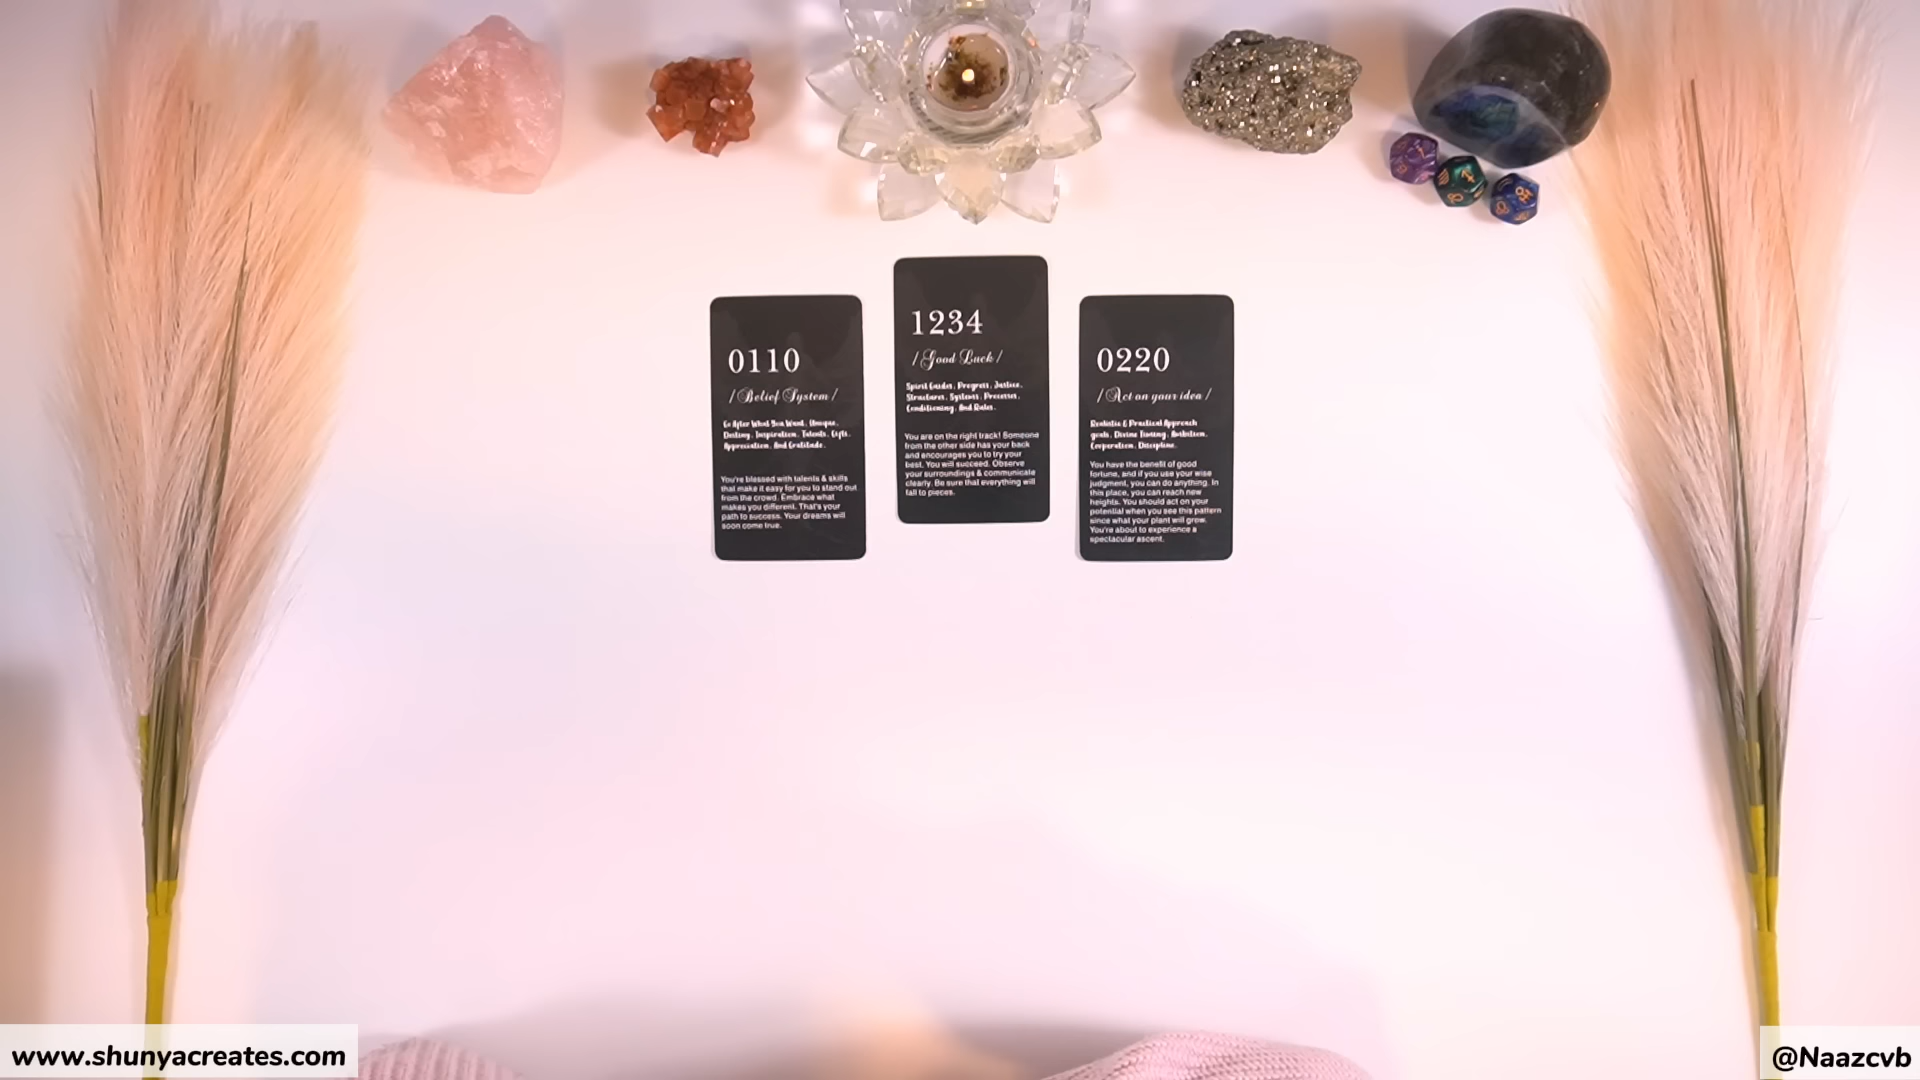 0110
/Belief System/
Go After What You Want, Unique,
Destiny, Inspiration, Talents, Gifts,
Appreciation, And Gratitude.
You're blessed with talents & skills
that make it easy for you to stand out
from the crowd. Embrace what
makes you different. That's your
path to success. Your dreams will
soon come true.
1234
/Good Luck/
Spirit Guides, Progress, Justice,
Structures, Systems, Processes,
Conditioning, And Rules.
You are on the right track! Someone
from the other side has your back
and encourages you to try your
best. You will succeed. Observe
your surroundings & communicate
clearly. Be sure that everything will
fall to pieces.
0220
/Act on your idea/
Realistic & Practical Approach
goals, Divine Timing, Ambition,
Cooperation, Discipline.
You have the benefit of good
fortune, and if you use your wise
judgment, you can do anything. In
this place, you can reach new
heights. You should act on your
potential when you see this pattern
since what your plant will grow.
You're about to experience a
spectacular ascent.
www.shunyacreates.com
@Naazcvb